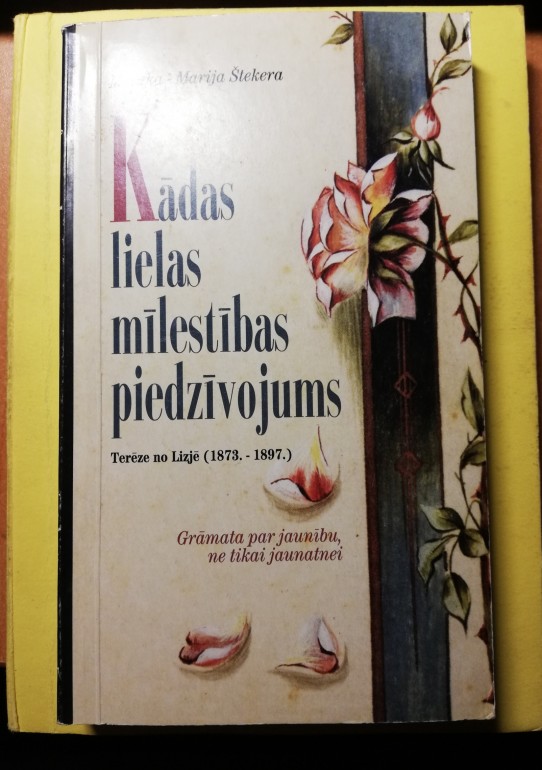 Marija Štekera
Kādas
lielas
mīlestības
piedzīvojums
Terēze no Lizjē (1873. - 1897.)
Grāmata par jaunību,
ne tikai jaunatnei